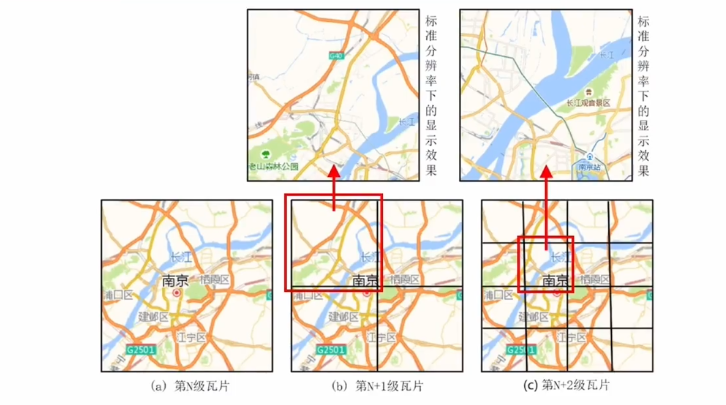 标准分辨率下的显示效果
标准分辨率下的显示效果
G40
长江
老山森林公园
长江
长江观音景区
南京站
长江
南京
栖霞区
浦口区
建邺区
江宁区
G2501
长江
南京
栖霞区
浦口区
建邺区
江宁区
G2501
长江
南京
栖霞区
浦口区
建邺区
江宁区
G2501
(a) 第N级瓦片
(b) 第N+1级瓦片
(c) 第N+2级瓦片